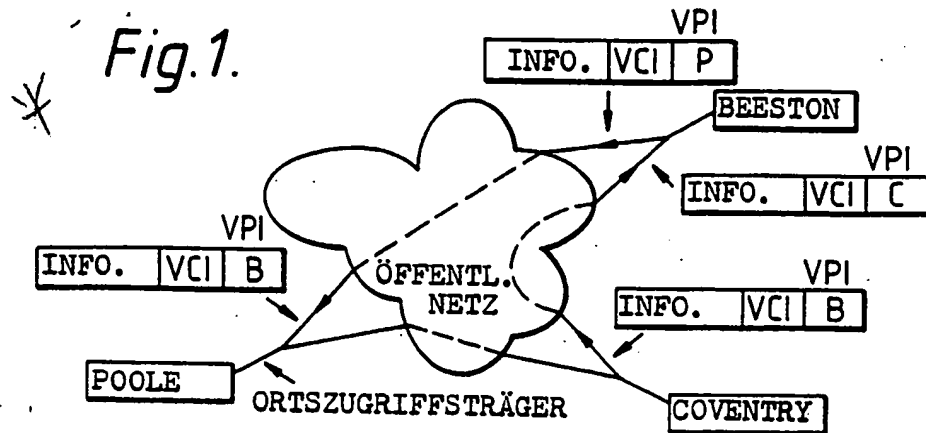 Fig.1.
VPI
INFO. VCI P
BEESTON
VPI
INFO. VCI C
VPI
INFO. VCI B
ÖFFENTL.
NETZ
VPI
INFO. VCI B
POOLE
ORTSZUGRIFFSTRÄGER
COVENTRY